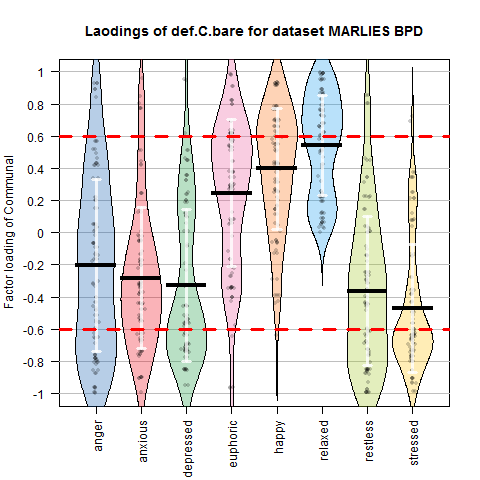 Laodings of def.C.bare for dataset MARLIES BPD
Factor loading of Communal
1
0.8
0.6
0.4
0.2
0
-0.2
-0.4
-0.6
-0.8
-1
anger
anxious
depressed
euphoric
happy
relaxed
restless
stressed